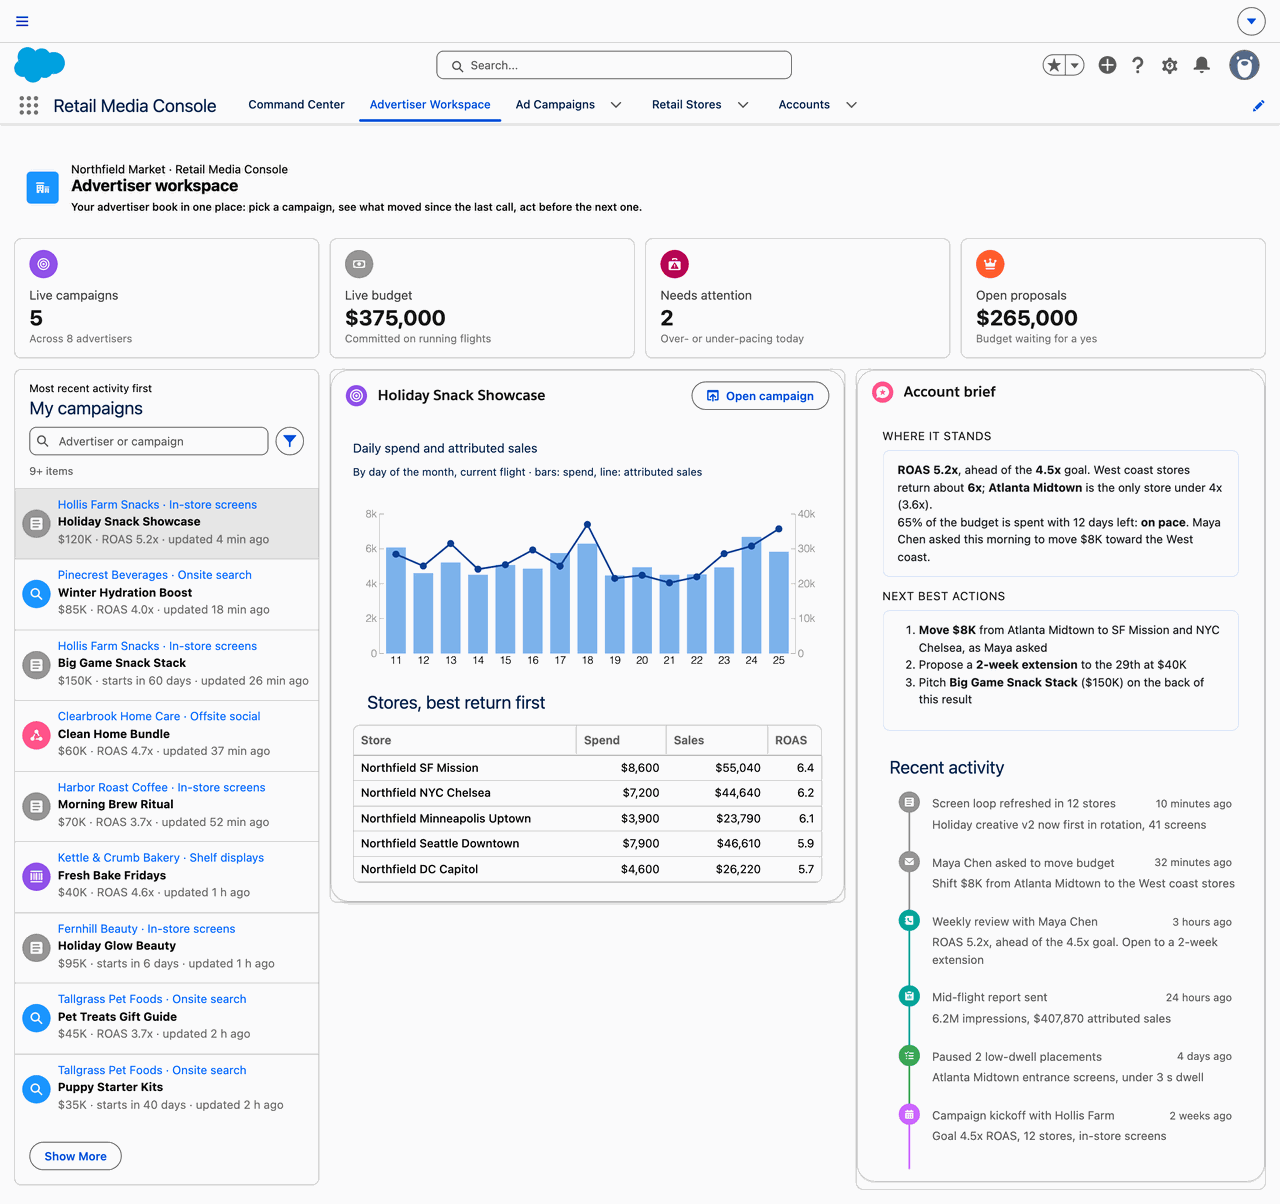 Search...
Retail Media Console
Command Center
Advertiser Workspace
Ad Campaigns
Retail Stores
Accounts
Northfield Market · Retail Media Console
Advertiser workspace
Your advertiser book in one place: pick a campaign, see what moved since the last call, act before the next one.
Live campaigns
5
Across 8 advertisers
Live budget
$375,000
Committed on running flights
Needs attention
2
Over- or under-pacing today
Open proposals
$265,000
Budget waiting for a yes
Most recent activity first
My campaigns
Advertiser or campaign
9+ items
Hollis Farm Snacks · In-store screens
Holiday Snack Showcase
$120K · ROAS 5.2x · updated 4 min ago
Pinecrest Beverages · Onsite search
Winter Hydration Boost
$85K · ROAS 4.0x · updated 18 min ago
Hollis Farm Snacks · In-store screens
Big Game Snack Stack
$150K · starts in 60 days · updated 26 min ago
Clearbrook Home Care · Offsite social
Clean Home Bundle
$60K · ROAS 4.7x · updated 37 min ago
Harbor Roast Coffee · In-store screens
Morning Brew Ritual
$70K · ROAS 3.7x · updated 52 min ago
Kettle & Crumb Bakery · Shelf displays
Fresh Bake Fridays
$40K · ROAS 4.6x · updated 1 h ago
Fernhill Beauty · In-store screens
Holiday Glow Beauty
$95K · starts in 6 days · updated 1 h ago
Tallgrass Pet Foods · Onsite search
Pet Treats Gift Guide
$45K · ROAS 3.7x · updated 2 h ago
Tallgrass Pet Foods · Onsite search
Puppy Starter Kits
$35K · starts in 40 days · updated 2 h ago
Show More
Holiday Snack Showcase
Open campaign
Daily spend and attributed sales
By day of the month, current flight · bars: spend, line: attributed sales
8k 40k
6k 30k
4k 20k
2k 10k
0 0
11 12 13 14 15 16 17 18 19 20 21 22 23 24 25
Stores, best return first
Store Spend Sales ROAS
Northfield SF Mission $8,600 $55,040 6.4
Northfield NYC Chelsea $7,200 $44,640 6.2
Northfield Minneapolis Uptown $3,900 $23,790 6.1
Northfield Seattle Downtown $7,900 $46,610 5.9
Northfield DC Capitol $4,600 $26,220 5.7
Account brief
WHERE IT STANDS
ROAS 5.2x, ahead of the 4.5x goal. West coast stores
return about 6x; Atlanta Midtown is the only store under 4x
(3.6x).
65% of the budget is spent with 12 days left: on pace. Maya
Chen asked this morning to move $8K toward the West
coast.
NEXT BEST ACTIONS
1. Move $8K from Atlanta Midtown to SF Mission and NYC
Chelsea, as Maya asked
2. Propose a 2-week extension to the 29th at $40K
3. Pitch Big Game Snack Stack ($150K) on the back of
this result
Recent activity
Screen loop refreshed in 12 stores 10 minutes ago
Holiday creative v2 now first in rotation, 41 screens
Maya Chen asked to move budget 32 minutes ago
Shift $8K from Atlanta Midtown to the West coast stores
Weekly review with Maya Chen 3 hours ago
ROAS 5.2x, ahead of the 4.5x goal. Open to a 2-week
extension
Mid-flight report sent 24 hours ago
6.2M impressions, $407,870 attributed sales
Paused 2 low-dwell placements 4 days ago
Atlanta Midtown entrance screens, under 3 s dwell
Campaign kickoff with Hollis Farm 2 weeks ago
Goal 4.5x ROAS, 12 stores, in-store screens